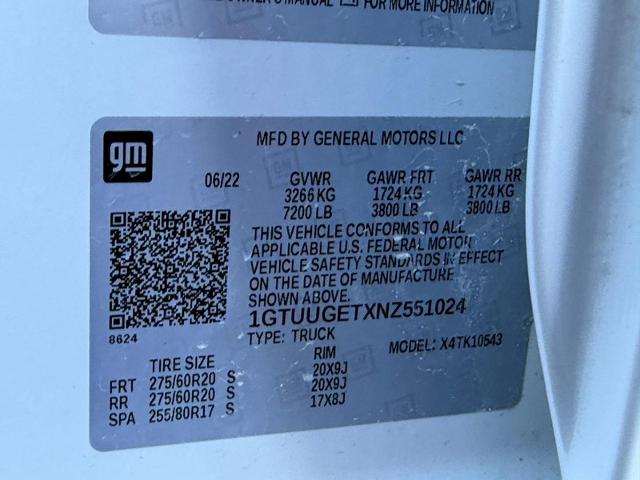 OWNER'S MANUAL FOR MORE INFORMATION
gm
MFD BY GENERAL MOTORS LLC
06/22 GVWR GAWR FRT GAWR RR
3266 KG 1724 KG 1724 KG
7200 LB 3800 LB 3800 LB
THIS VEHICLE CONFORMS TO ALL
APPLICABLE U.S. FEDERAL MOTOR
VEHICLE SAFETY STANDARDS IN EFFECT
ON THE DATE OF MANUFACTURE
SHOWN ABOVE.
1GTUUGETXNZ551024
8624
TYPE: TRUCK MODEL: X4TK10543
TIRE SIZE RIM
FRT 275/60R20 S 20X9J
RR 275/60R20 S 20X9J
SPA 255/80R17 S 17X8J